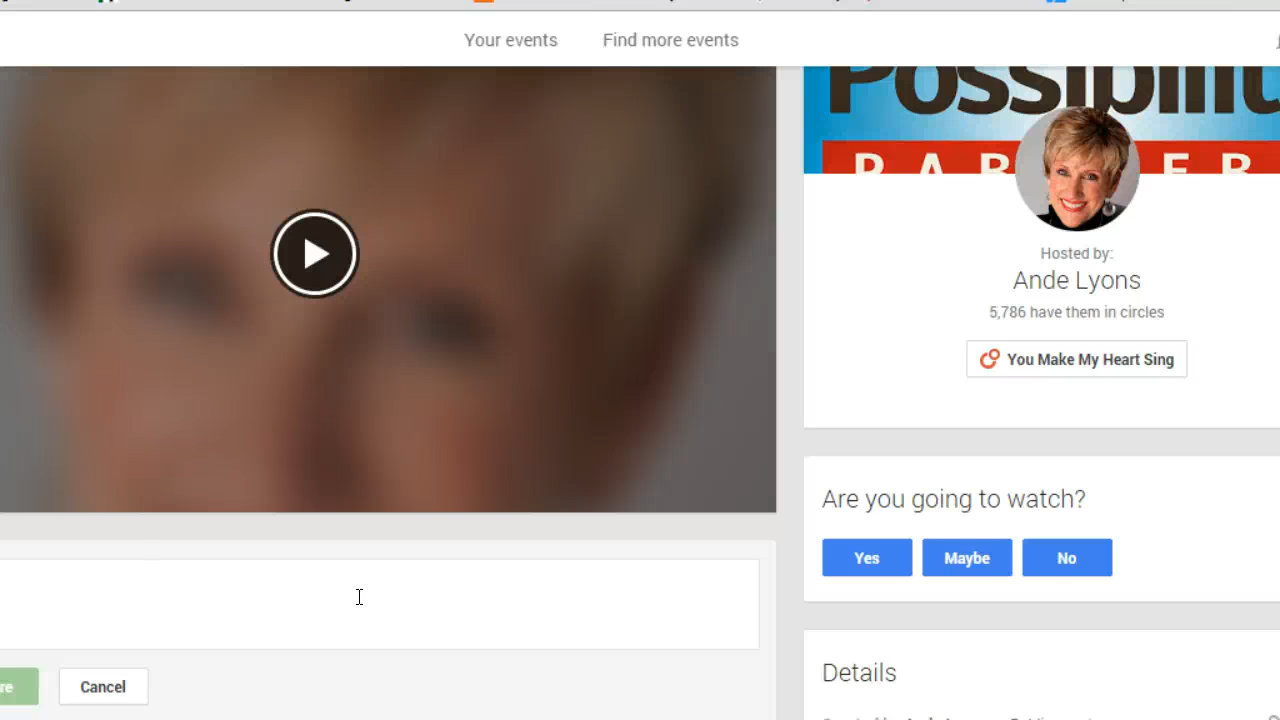 Your events Find more events
Hosted by:
Ande Lyons
5,786 have them in circles
You Make My Heart Sing
Are you going to watch?
Yes Maybe No
re Cancel
Details